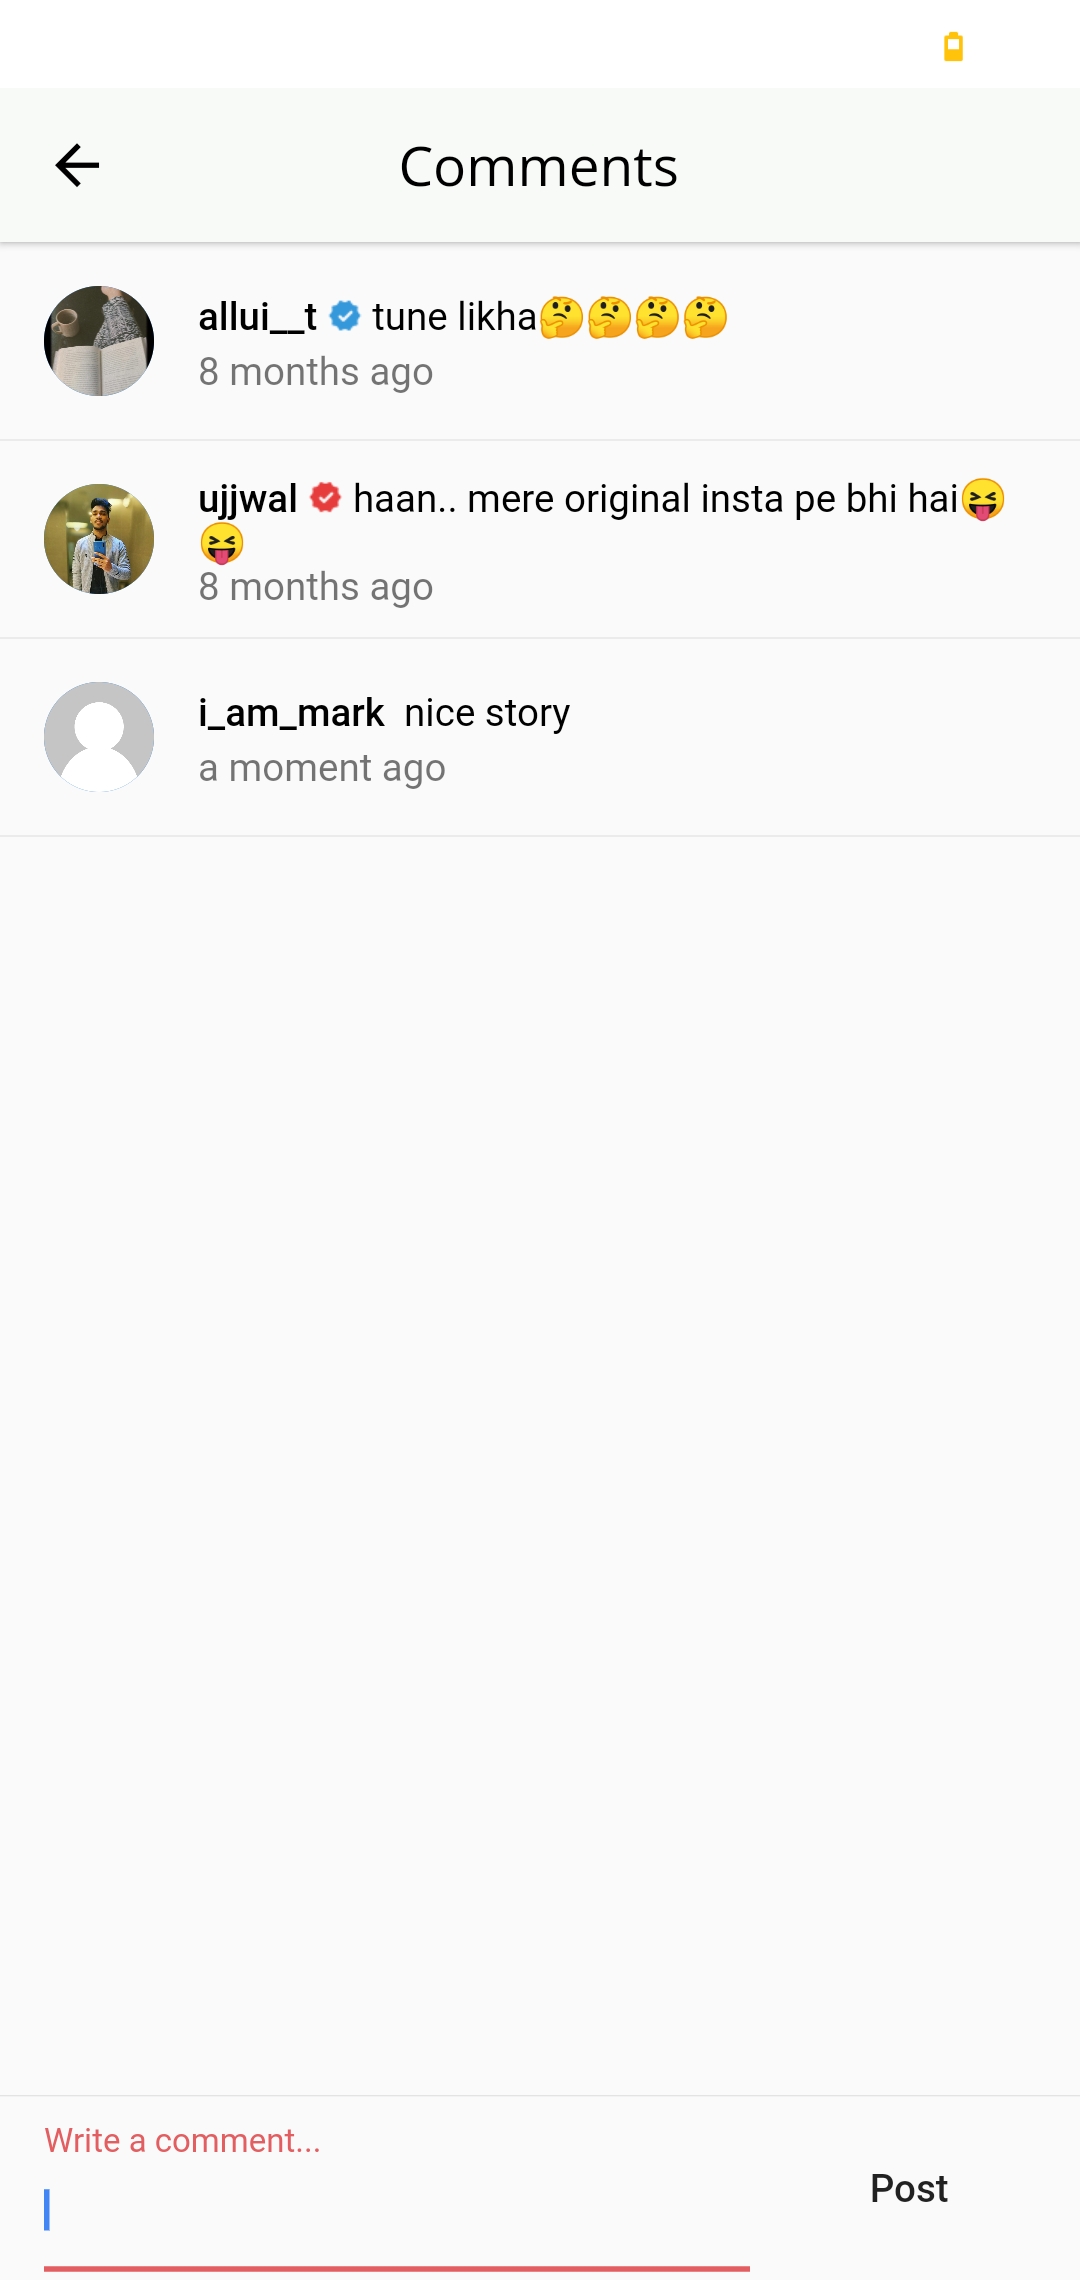 Comments
allui__t tune likha🤔🤔🤔🤔
8 months ago
ujjwal haan.. mere original insta pe bhi hai😝
😝
8 months ago
i_am_mark nice story
a moment ago
Write a comment...
Post